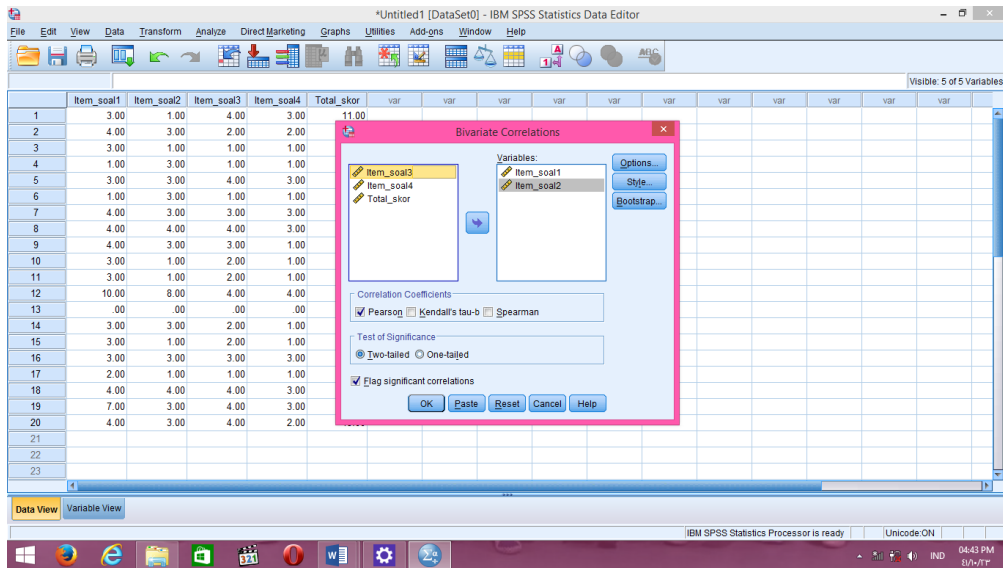 *Untitled1 [DataSet0] - IBM SPSS Statistics Data Editor
File Edit View Data Transform Analyze Direct Marketing Graphs Utilities Add-ons Window Help
Visible: 5 of 5 Variables
Item_soal1 Item_soal2 Item_soal3 Item_soal4 Total_skor var var var var var var var var var var var
1 3.00 1.00 4.00 3.00 11.00
2 4.00 3.00 2.00 2.00
3 3.00 1.00 1.00 1.00
4 1.00 3.00 1.00 1.00
5 3.00 3.00 4.00 3.00
6 1.00 3.00 1.00 1.00
7 4.00 3.00 3.00 3.00
8 4.00 4.00 4.00 3.00
9 4.00 3.00 3.00 1.00
10 3.00 1.00 2.00 1.00
11 3.00 1.00 2.00 1.00
12 10.00 8.00 4.00 4.00
13 .00 .00 .00 .00
14 3.00 3.00 2.00 1.00
15 3.00 1.00 2.00 1.00
16 3.00 3.00 3.00 3.00
17 2.00 1.00 1.00 1.00
18 4.00 4.00 4.00 3.00
19 7.00 3.00 4.00 3.00
20 4.00 3.00 4.00 2.00
21
22
23
Bivariate Correlations
Variables:
Item_soal3
Item_soal4
Total_skor
Item_soal1
Item_soal2
Options...
Style...
Bootstrap...
Correlation Coefficients
Pearson Kendall's tau-b Spearman
Test of Significance
Two-tailed One-tailed
Flag significant correlations
OK Paste Reset Cancel Help
Data View Variable View
IBM SPSS Statistics Processor is ready Unicode:ON
IND 04:43 PM